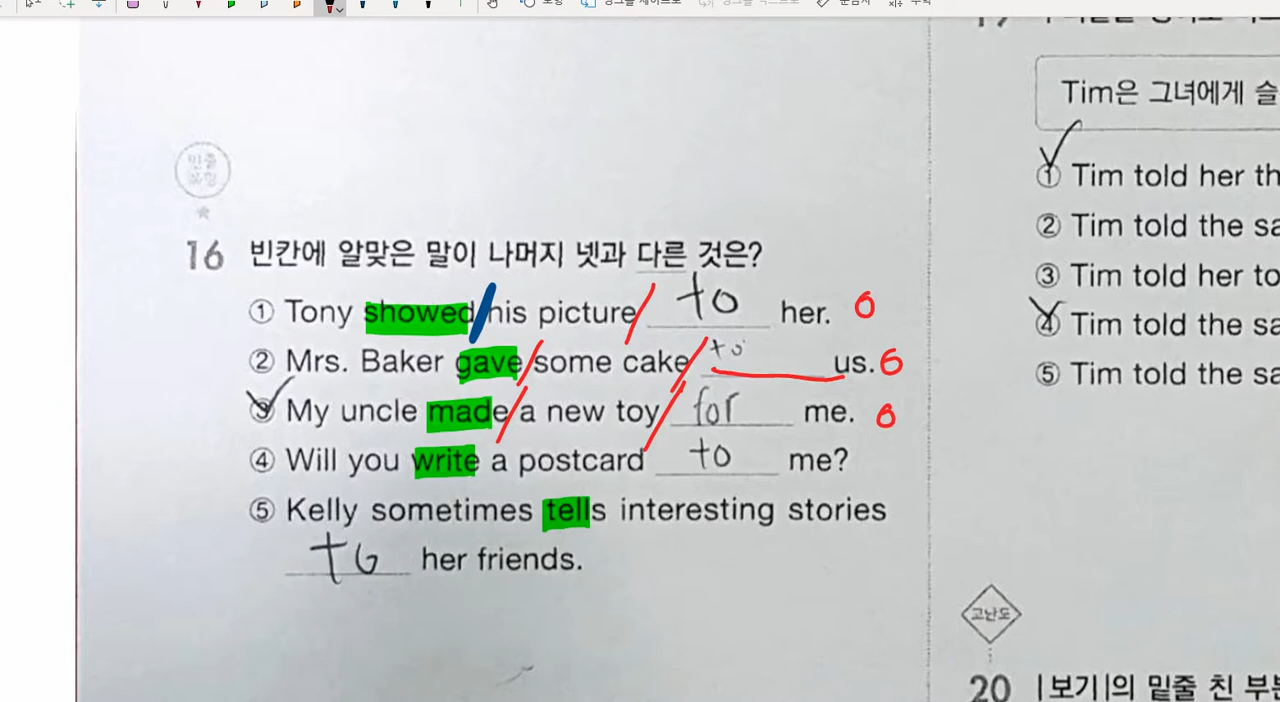 Tim은 그녀에게 슬
빈출
유형
① Tim told her th
② Tim told the sa
③ Tim told her to
④ Tim told the sa
⑤ Tim told the sa
16 빈칸에 알맞은 말이 나머지 넷과 다른 것은?
① Tony showed his picture to her.
② Mrs. Baker gave some cake to us.
③ My uncle made a new toy for me.
④ Will you write a postcard to me?
⑤ Kelly sometimes tells interesting stories
to her friends.
고난도
20 |보기|의 밑줄 친 부분